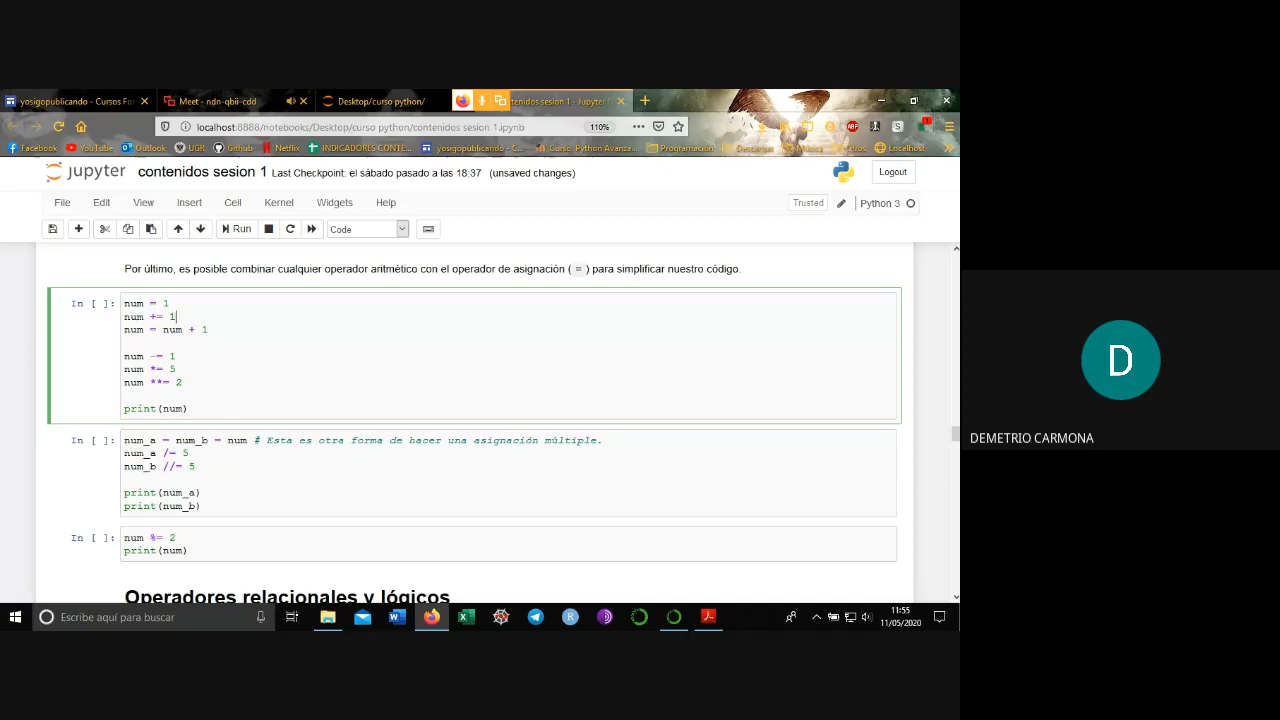 yosigopublicando - Cursos For
Meet - ndn-qbii-cdd
Desktop/curso python/
contenidos sesion 1 - Jupyter N
localhost:8888/notebooks/Desktop/curso python/contenidos sesion 1.ipynb
110%
ABP
S
1
Facebook
YouTube
Outlook
UGR
Github
Netflix
INDICADORES CONTE...
yosigopublicando - C...
Curso: Python Avanza...
Programación
Descargas
Música
Otros
Localhost
jupyter contenidos sesion 1 Last Checkpoint: el sábado pasado a las 18:37 (unsaved changes)
Logout
File Edit View Insert Cell Kernel Widgets Help
Trusted
Python 3
Run
Code
Por último, es posible combinar cualquier operador aritmético con el operador de asignación ( = ) para simplificar nuestro código.
In [ ]: num = 1
num += 1
num = num + 1
num -= 1
num *= 5
num **= 2
print(num)
In [ ]: num_a = num_b = num # Esta es otra forma de hacer una asignación múltiple.
num_a /= 5
num_b //= 5
print(num_a)
print(num_b)
In [ ]: num %= 2
print(num)
Operadores relacionales y lógicos
Escribe aquí para buscar
11:55
11/05/2020
D
DEMETRIO CARMONA